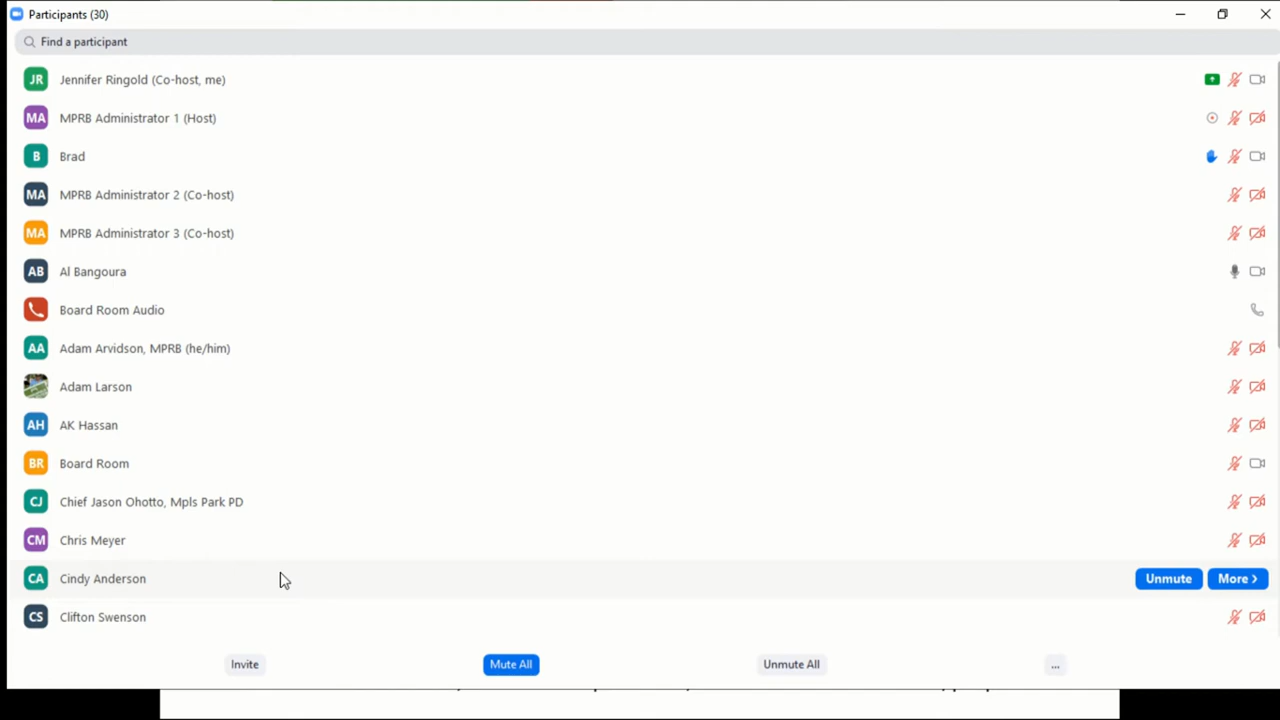 Participants (30)
Find a participant
JR Jennifer Ringold (Co-host, me)
MA MPRB Administrator 1 (Host)
B Brad
MA MPRB Administrator 2 (Co-host)
MA MPRB Administrator 3 (Co-host)
AB Al Bangoura
Board Room Audio
AA Adam Arvidson, MPRB (he/him)
Adam Larson
AH AK Hassan
BR Board Room
CJ Chief Jason Ohotto, Mpls Park PD
CM Chris Meyer
CA Cindy Anderson Unmute More >
CS Clifton Swenson
Invite Mute All Unmute All ...